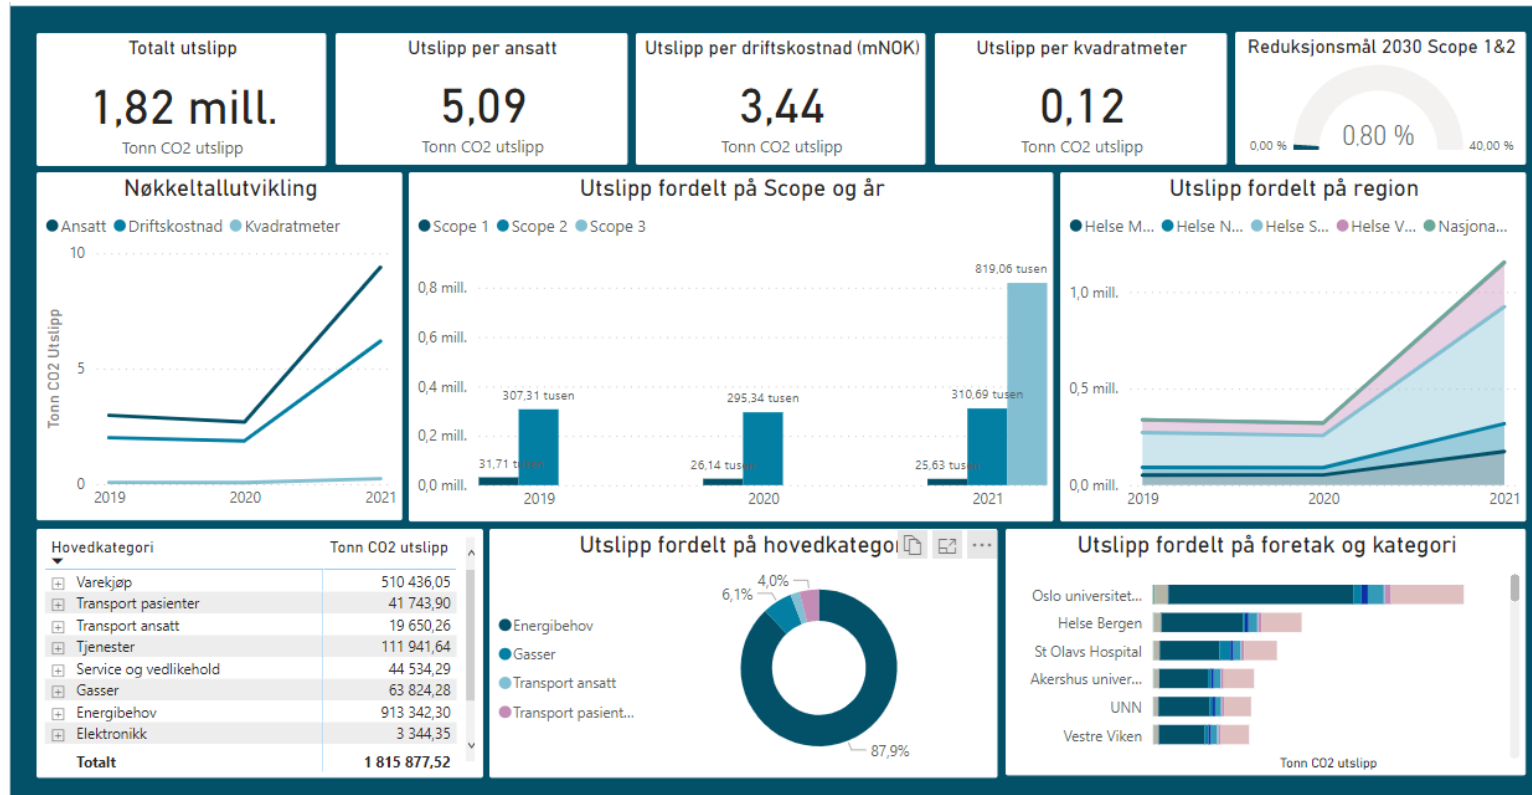 Totalt utslipp
1,82 mill.
Tonn CO2 utslipp
Utslipp per ansatt
5,09
Tonn CO2 utslipp
Utslipp per driftskostnad (mNOK)
3,44
Tonn CO2 utslipp
Utslipp per kvadratmeter
0,12
Tonn CO2 utslipp
Reduksjonsmål 2030 Scope 1&2
0,80 %
0,00 %
40,00 %
Nøkkeltallutvikling
Ansatt Driftskostnad Kvadratmeter
Tonn CO2 Utslipp
10
5
0
2019 2020 2021
Utslipp fordelt på Scope og år
Scope 1 Scope 2 Scope 3
0,8 mill.
0,6 mill.
0,4 mill.
0,2 mill.
0,0 mill.
31,71 tusen
307,31 tusen
26,14 tusen
295,34 tusen
25,63 tusen
310,69 tusen
819,06 tusen
2019 2020 2021
Utslipp fordelt på region
Helse M... Helse N... Helse S... Helse V... Nasjona...
1,0 mill.
0,5 mill.
0,0 mill.
2019 2020 2021
Hovedkategori Tonn CO2 utslipp
Varekjøp 510 436,05
Transport pasienter 41 743,90
Transport ansatt 19 650,26
Tjenester 111 941,64
Service og vedlikehold 44 534,29
Gasser 63 824,28
Energibehov 913 342,30
Elektronikk 3 344,35
Totalt 1 815 877,52
Utslipp fordelt på hovedkategor
Energibehov
Gasser
Transport ansatt
Transport pasient...
4,0%
6,1%
87,9%
Utslipp fordelt på foretak og kategori
Oslo universitet...
Helse Bergen
St Olavs Hospital
Akershus univer...
UNN
Vestre Viken
Tonn CO2 utslipp